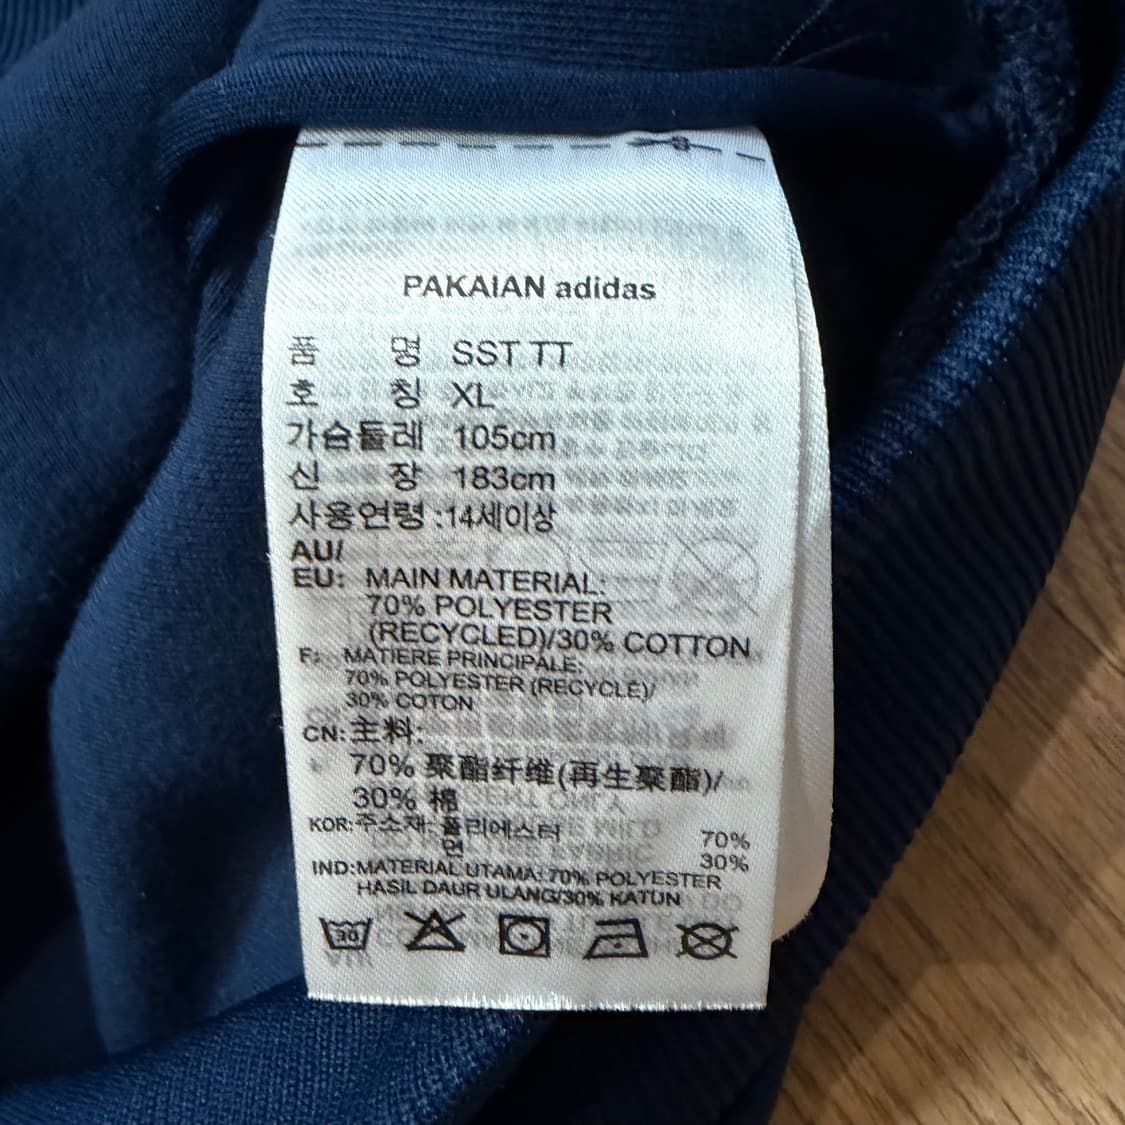 PAKAIAN adidas
품 명 SST TT
호 칭 XL
가슴둘레 105cm
신 장 183cm
사용연령 :14세이상
AU/
EU: MAIN MATERIAL:
70% POLYESTER
(RECYCLED)/30% COTTON
F: MATIERE PRINCIPALE:
70% POLYESTER (RECYCLÉ)/
30% COTON
CN: 主料:
70% 聚酯纤维(再生聚酯)/
30% 棉
KOR: 주소재: 폴리에스터 70%
면 30%
IND: MATERIAL UTAMA: 70% POLYESTER
HASIL DAUR ULANG/30% KATUN
30